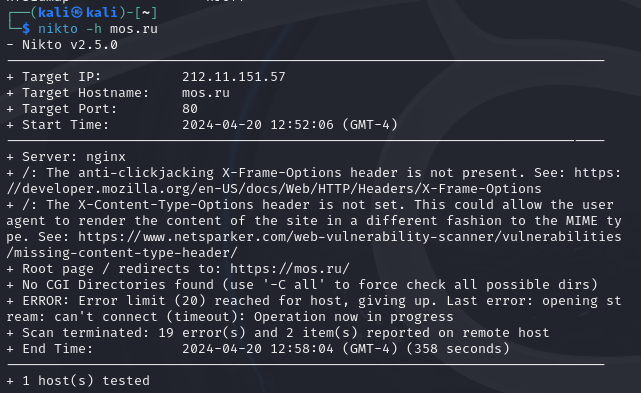 ┌──(kali㉿kali)-[~]
└─$ nikto -h mos.ru
- Nikto v2.5.0
+ Target IP: 212.11.151.57
+ Target Hostname: mos.ru
+ Target Port: 80
+ Start Time: 2024-04-20 12:52:06 (GMT-4)
+ Server: nginx
+ /: The anti-clickjacking X-Frame-Options header is not present. See: https:
//developer.mozilla.org/en-US/docs/Web/HTTP/Headers/X-Frame-Options
+ /: The X-Content-Type-Options header is not set. This could allow the user
agent to render the content of the site in a different fashion to the MIME ty
pe. See: https://www.netsparker.com/web-vulnerability-scanner/vulnerabilities
/missing-content-type-header/
+ Root page / redirects to: https://mos.ru/
+ No CGI Directories found (use '-C all' to force check all possible dirs)
+ ERROR: Error limit (20) reached for host, giving up. Last error: opening st
ream: can't connect (timeout): Operation now in progress
+ Scan terminated: 19 error(s) and 2 item(s) reported on remote host
+ End Time: 2024-04-20 12:58:04 (GMT-4) (358 seconds)
+ 1 host(s) tested